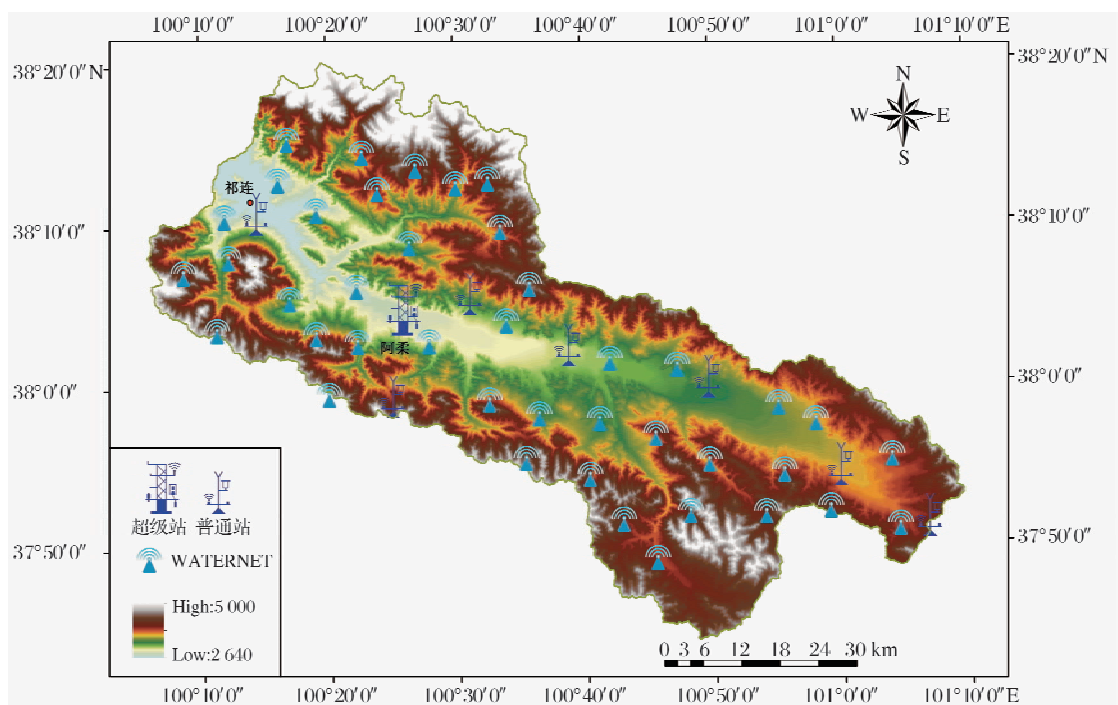 100°10′0″ 100°20′0″ 100°30′0″ 100°40′0″ 100°50′0″ 101°0′0″ 101°10′0″E
38°20′0″N 38°20′0″N
N
W E
S
祁连
38°10′0″ 38°10′0″
阿柔
38°0′0″ 38°0′0″
超级站 普通站
37°50′0″ 37°50′0″
WATERNET
High:5 000
Low:2 640
0 3 6 12 18 24 30 km
100°10′0″ 100°20′0″ 100°30′0″ 100°40′0″ 100°50′0″ 101°0′0″ 101°10′0″E